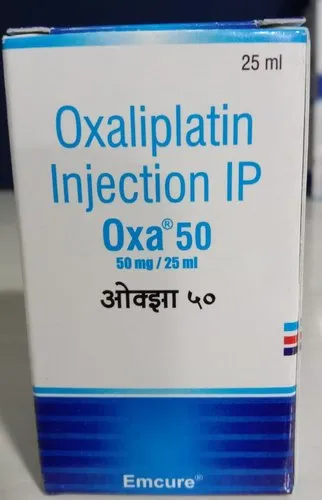 25 ml
Oxaliplatin
Injection IP
Oxa® 50
50 mg / 25 ml
ओक्झा ५०
Emcure®